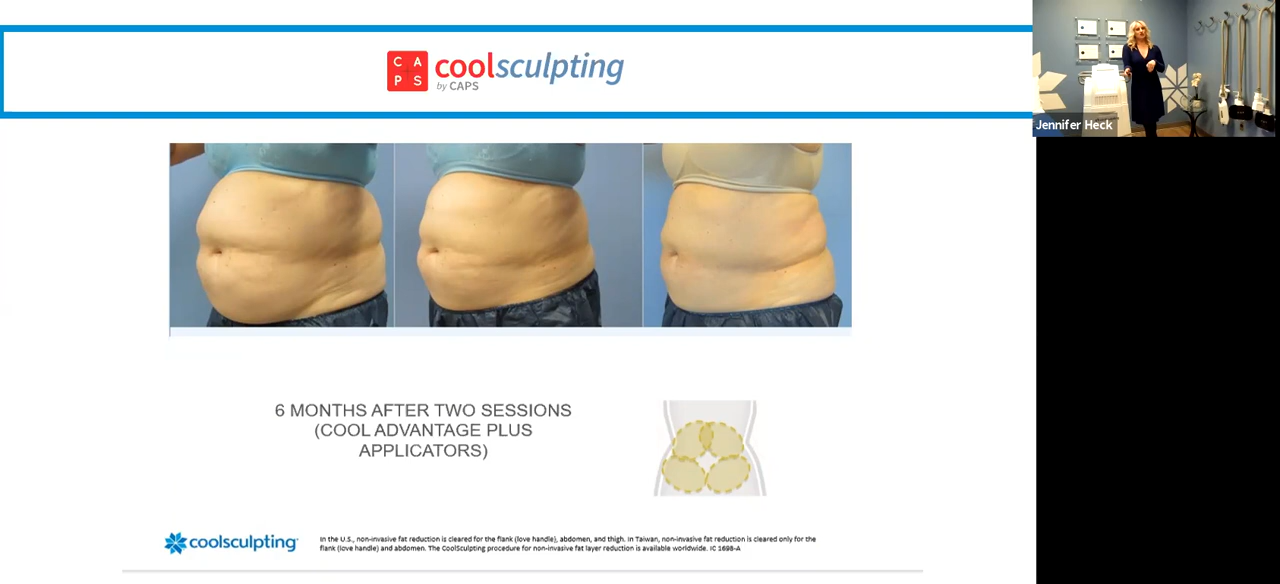 C A
P S
coolsculpting
by CAPS
Jennifer Heck
6 MONTHS AFTER TWO SESSIONS
(COOL ADVANTAGE PLUS
APPLICATORS)
coolsculpting
In the U.S., non-invasive fat reduction is cleared for the flank (love handle), abdomen, and thigh. In Taiwan, non-invasive fat reduction is cleared only for the
flank (love handle) and abdomen. The CoolSculpting procedure for non-invasive fat layer reduction is available worldwide. IC 1698-A